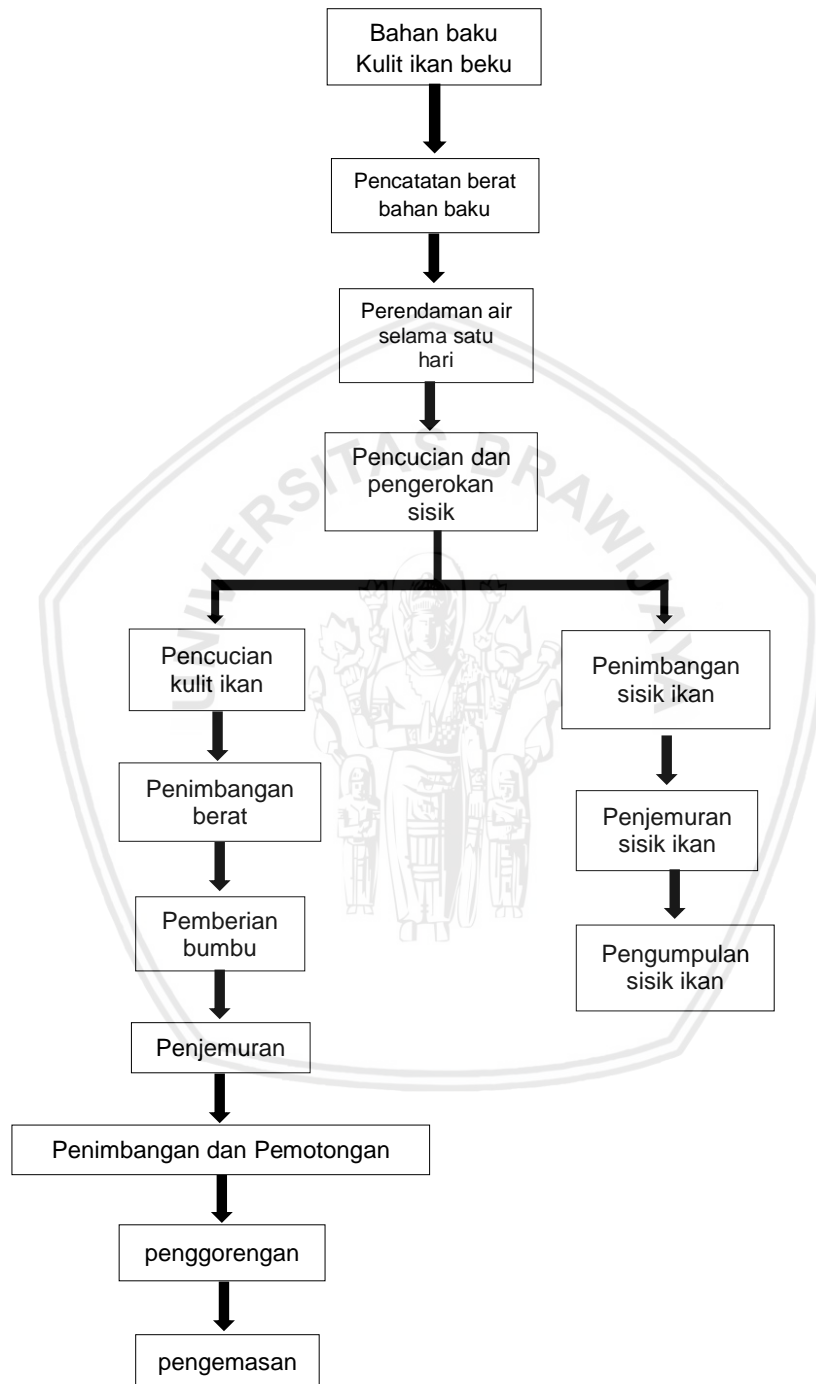 Bahan baku
Kulit ikan beku
Pencatatan berat
bahan baku
Perendaman air
selama satu
hari
Pencucian dan
pengerokan
sisik
Pencucian
kulit ikan
Penimbangan
berat
Pemberian
bumbu
Penjemuran
Penimbangan dan Pemotongan
penggorengan
pengemasan
Penimbangan
sisik ikan
Penjemuran
sisik ikan
Pengumpulan
sisik ikan
UNIVERSITAS BRAWIJAYA